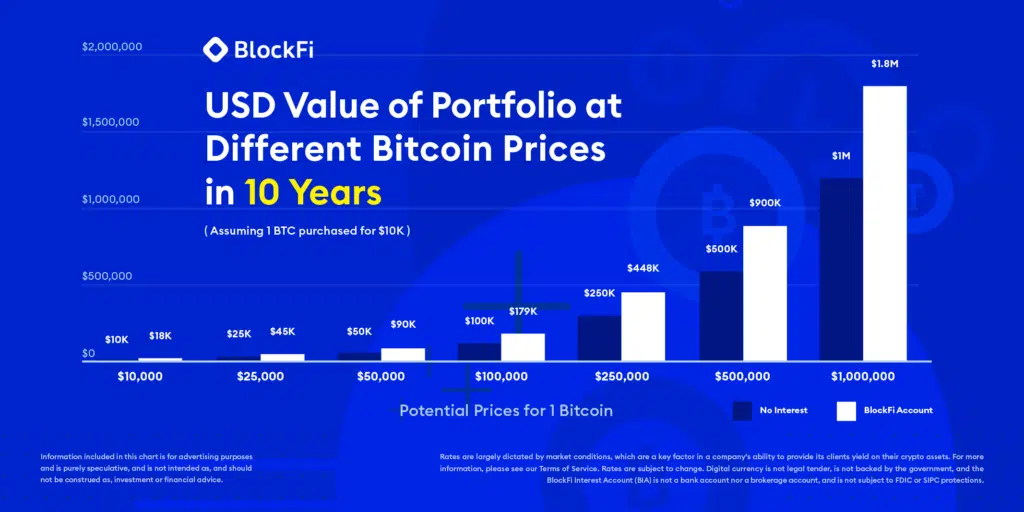 $2,000,000
BlockFi
$1.8M
USD Value of Portfolio at
Different Bitcoin Prices
in 10 Years
( Assuming 1 BTC purchased for $10K )
$1,500,000
$1M
$1,000,000
$900K
$500K
$500,000
$448K
$250K
$179K
$100K
$90K
$50K
$45K
$25K
$18K
$10K
$0
$10,000 $25,000 $50,000 $100,000 $250,000 $500,000 $1,000,000
Potential Prices for 1 Bitcoin
No Interest
BlockFi Account
Information included in this chart is for advertising purposes
and is purely speculative, and is not intended as, and should
not be construed as, investment or financial advice.
Rates are largely dictated by market conditions, which are a key factor in a company's ability to provide its clients yield on their crypto assets. For more
information, please see our Terms of Service. Rates are subject to change. Digital currency is not legal tender, is not backed by the government, and the
BlockFi Interest Account (BIA) is not a bank account nor a brokerage account, and is not subject to FDIC or SIPC protections.